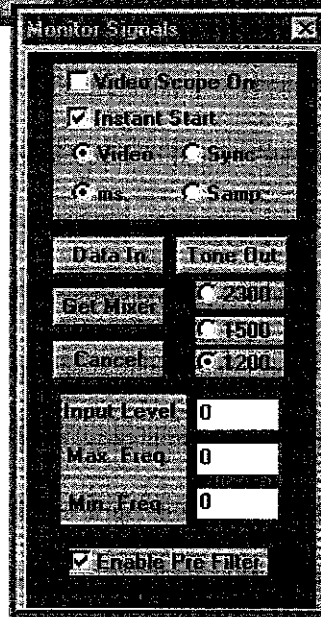 Monitor Signals
Video Scope On
Instant Start
Video Sync
ms. Samp.
Data In Tone Out
Get Mixer 2300
1500
Cancel 1200
Input Level 0
Max. Freq. 0
Min. Freq. 0
Enable Pre Filter